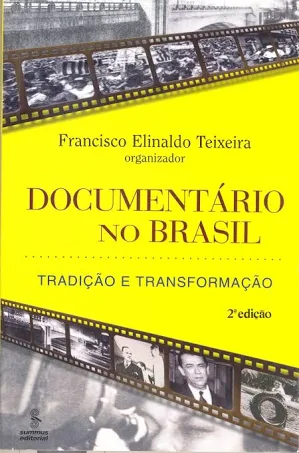 Francisco Elinaldo Teixeira
organizador
DOCUMENTÁRIO
NO BRASIL
TRADIÇÃO E TRANSFORMAÇÃO
2ª edição
summus
editorial